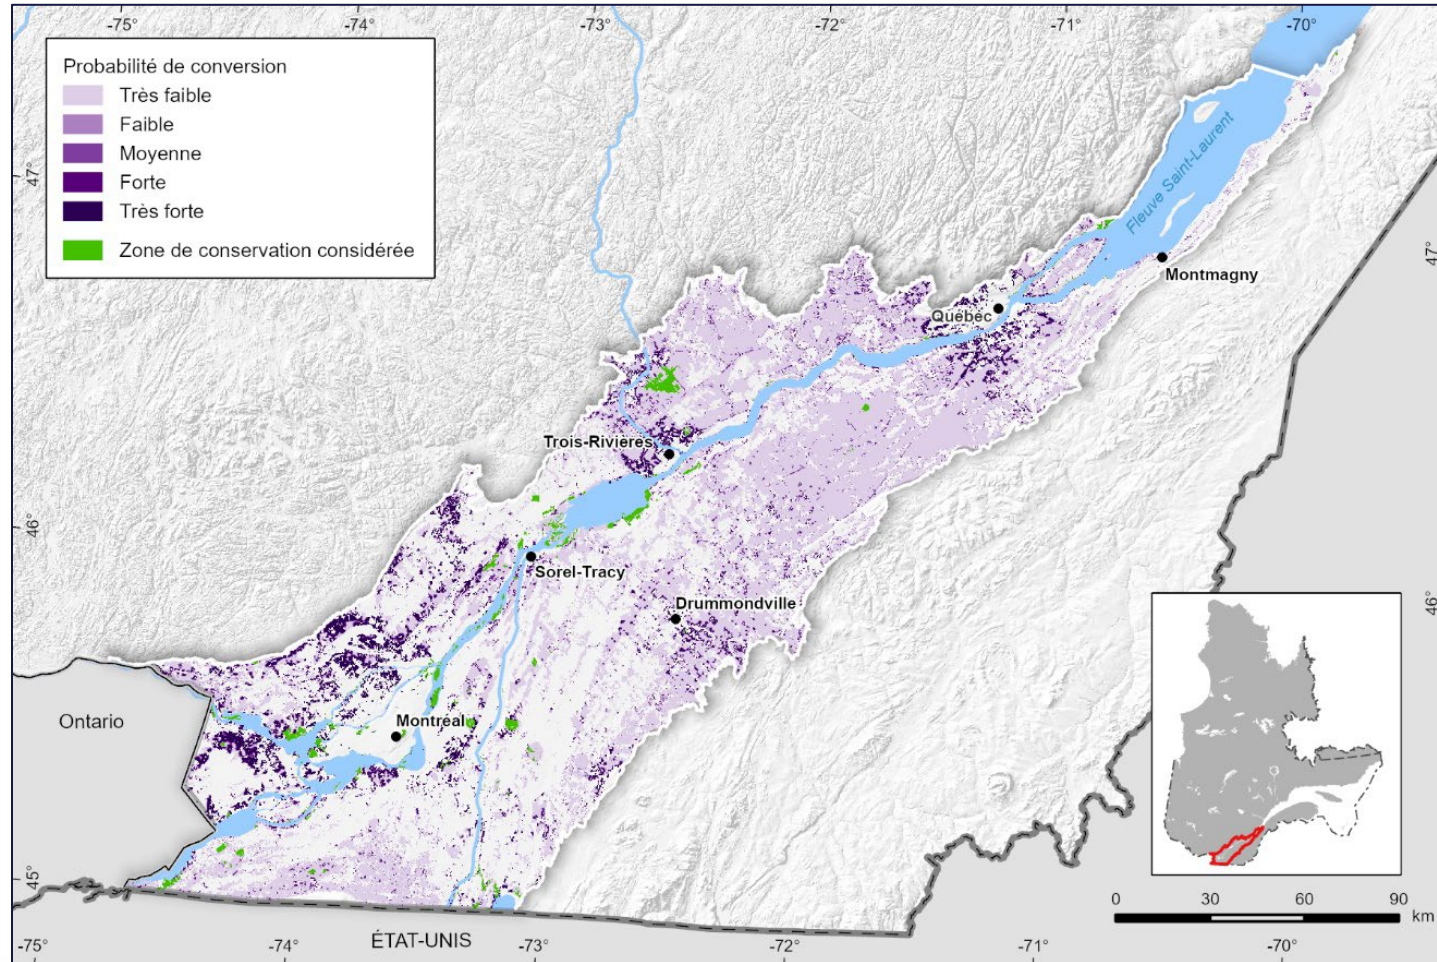 -75°
-74°
-73°
-72°
-71°
-70°
Probabilité de conversion
Très faible
Faible
Moyenne
Forte
Très forte
Zone de conservation considérée
47°
47°
Fleuve Saint-Laurent
Montmagny
Québec
Trois-Rivières
46°
46°
Sorel-Tracy
Drummondville
Ontario
Montréal
45°
0 30 60 90
km
ÉTAT-UNIS
-75°
-74°
-73°
-72°
-71°
-70°